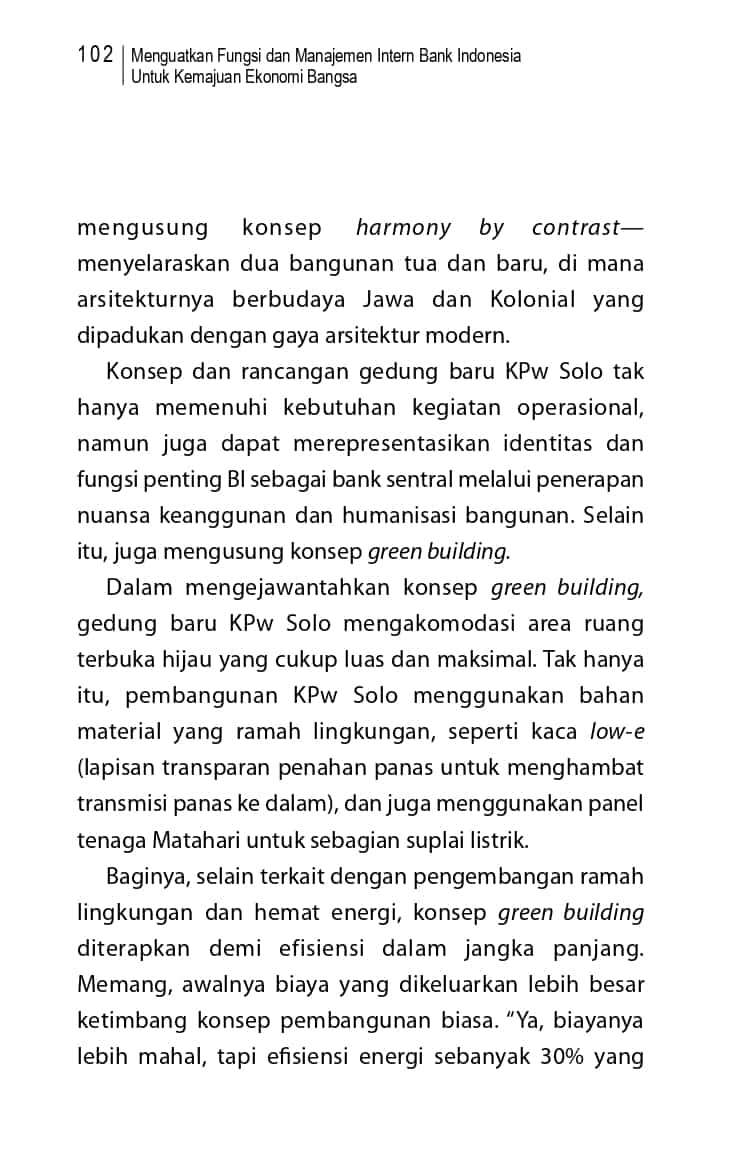 102 Menguatkan Fungsi dan Manajemen Intern Bank Indonesia
Untuk Kemajuan Ekonomi Bangsa
mengusung konsep harmony by contrast—
menyelaraskan dua bangunan tua dan baru, di mana
arsitekturnya berbudaya Jawa dan Kolonial yang
dipadukan dengan gaya arsitektur modern.
Konsep dan rancangan gedung baru KPw Solo tak
hanya memenuhi kebutuhan kegiatan operasional,
namun juga dapat merepresentasikan identitas dan
fungsi penting BI sebagai bank sentral melalui penerapan
nuansa keanggunan dan humanisasi bangunan. Selain
itu, juga mengusung konsep green building.
Dalam mengejawantahkan konsep green building,
gedung baru KPw Solo mengakomodasi area ruang
terbuka hijau yang cukup luas dan maksimal. Tak hanya
itu, pembangunan KPw Solo menggunakan bahan
material yang ramah lingkungan, seperti kaca low-e
(lapisan transparan penahan panas untuk menghambat
transmisi panas ke dalam), dan juga menggunakan panel
tenaga Matahari untuk sebagian suplai listrik.
Baginya, selain terkait dengan pengembangan ramah
lingkungan dan hemat energi, konsep green building
diterapkan demi efisiensi dalam jangka panjang.
Memang, awalnya biaya yang dikeluarkan lebih besar
ketimbang konsep pembangunan biasa. “Ya, biayanya
lebih mahal, tapi efisiensi energi sebanyak 30% yang